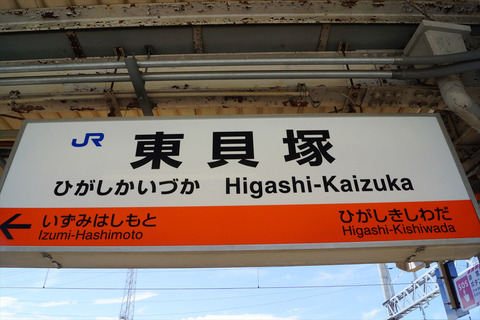 JR 東貝塚
ひがしかいづか Higashi-Kaizuka
いずみはしもと ひがしきしわだ
Izumi-Hashimoto Higashi-Kishiwada
SOS